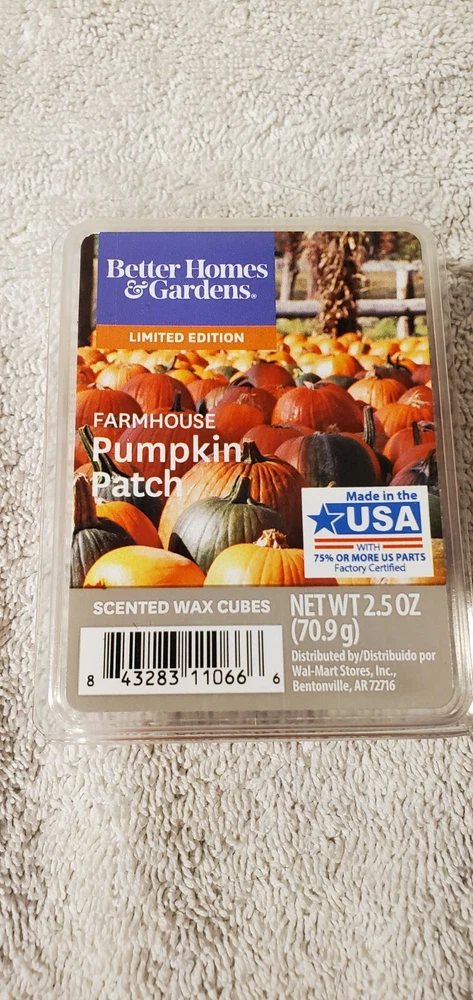 Better Homes
& Gardens®
LIMITED EDITION
FARMHOUSE
Pumpkin
Patch
Made in the
USA
WITH
75% OR MORE US PARTS
Factory Certified
SCENTED WAX CUBES
NET WT 2.5 OZ
(70.9 g)
Distributed by/Distribuido por
Wal-Mart Stores, Inc.,
Bentonville, AR 72716
8 43283 11066 6